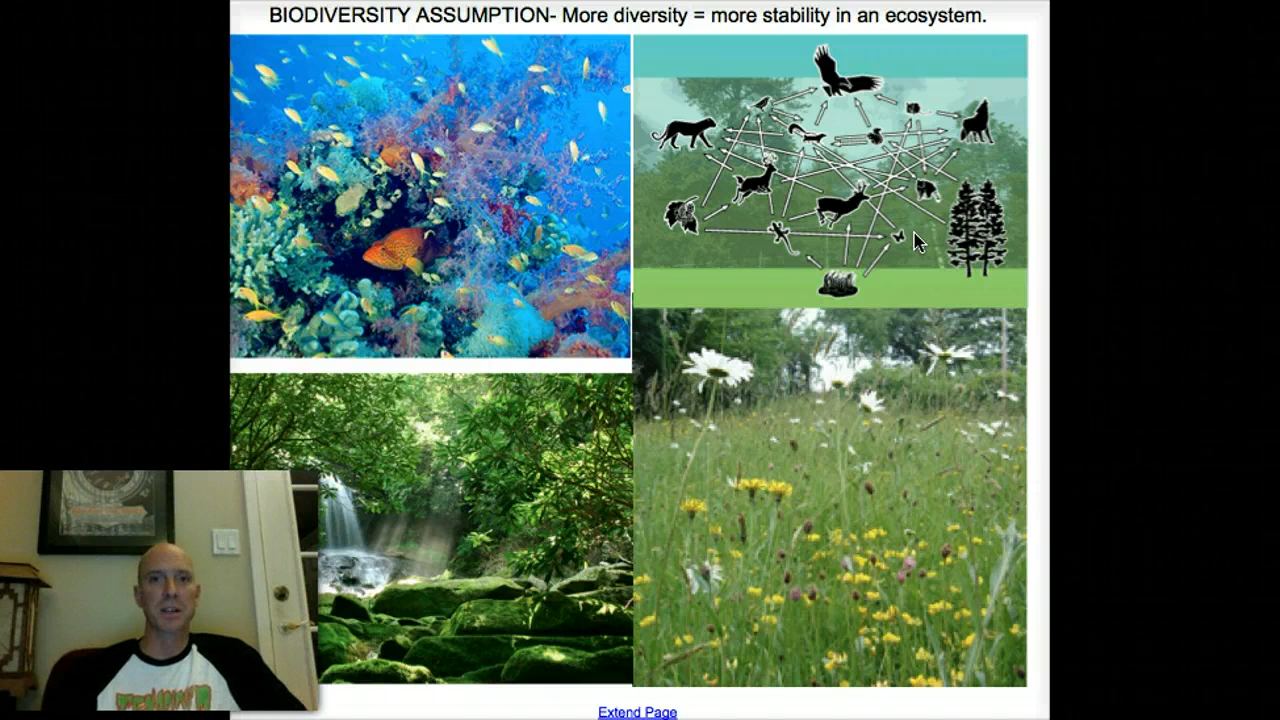 BIODIVERSITY ASSUMPTION- More diversity = more stability in an ecosystem.
Extend Page